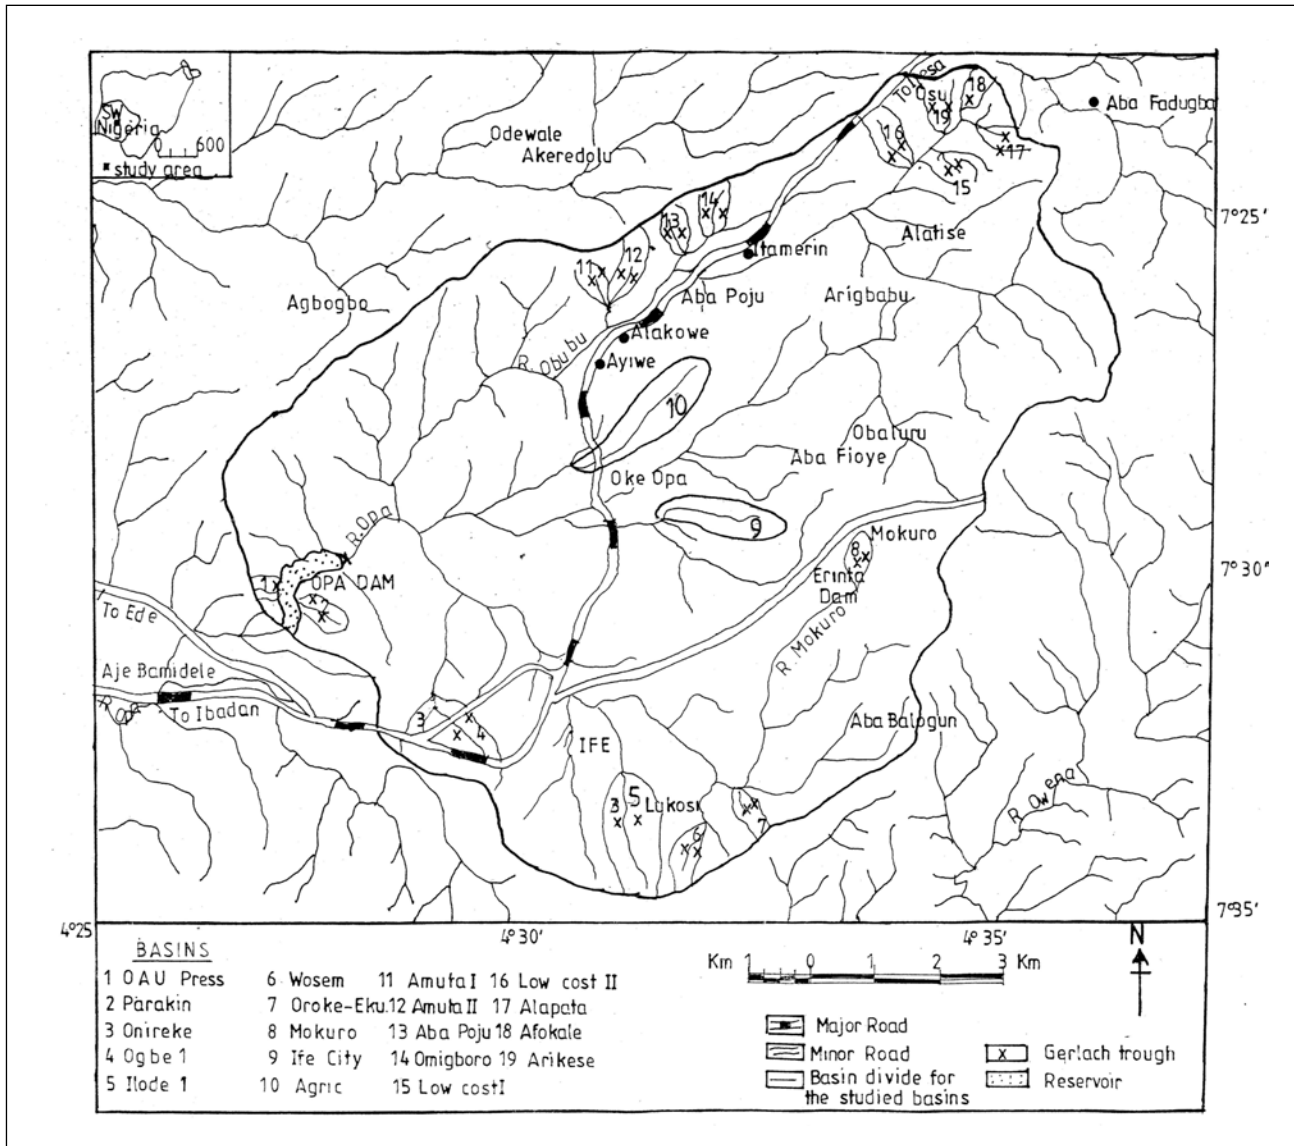 SW
Nigeria
0 600
* study area
To Ilesa
Osu
18
19
16
17
15
Aba Fadugba
Odewale
Akeredolu
14
13
12
11
7°25'
Alatise
Itamerin
Agbogbo
Aba Poju
Arigbabu
R. Obubu
Alakowe
Ayiwe
10
Obaluru
Aba Fioye
Oke Opa
R. Opa
9
Mokuro
8
7°30'
1
OPA DAM
2
Erinta
Dam
To Ede
R. Mokuro
Aje Bamidele
R. Opa
To Ibadan
3
4
IFE
Aba Balogun
R. Owena
3
5
Lukosi
6
7
7°35'
4°25
4°30'
4°35'
BASINS
1 OAU Press
2 Parakin
3 Onireke
4 Ogbe 1
5 Ilode 1
6 Wosem
7 Oroke-Eku
8 Mokuro
9 Ife City
10 Agric
11 Amuta I
12 Amuta II
13 Aba Poju
14 Omigboro
15 Low cost I
16 Low cost II
17 Alapata
18 Afokale
19 Arikese
Km 1 0 1 2 3 Km
N
Major Road
Minor Road
Basin divide for
the studied basins
x Gerlach trough
Reservoir